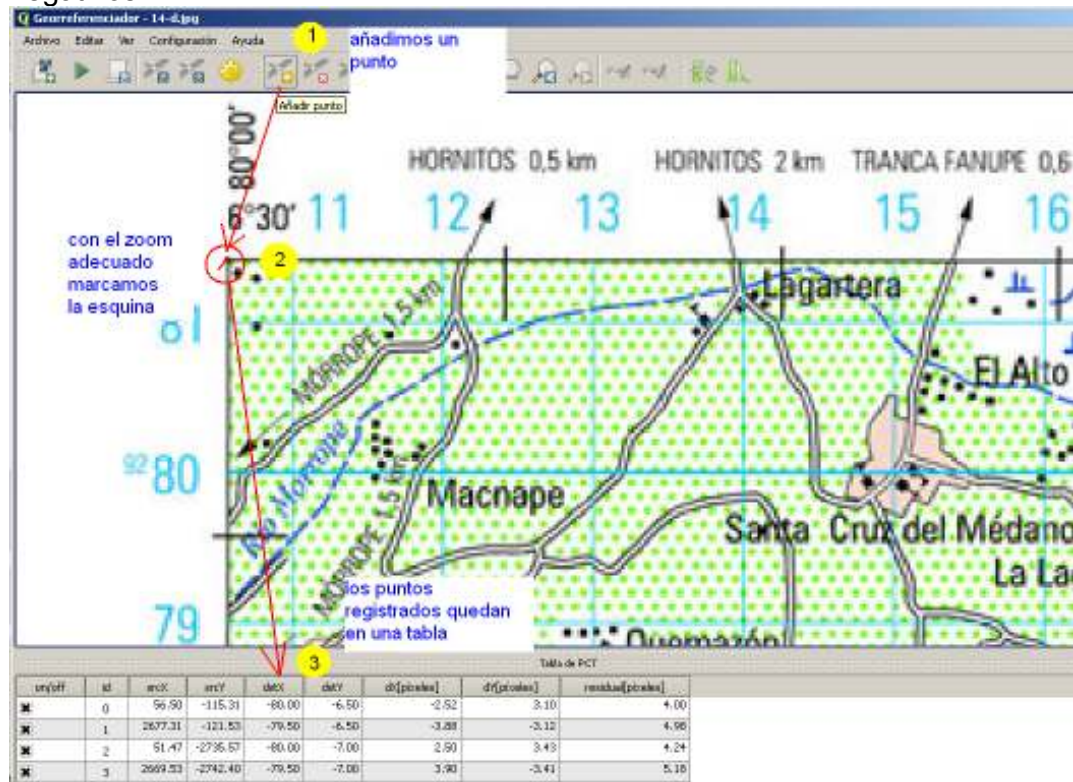 Georreferenciador - 14-d.jpg
Archivo Editar Ver Configuración Ayuda
1
añadimos un
punto
Añadir punto
80°00'
HORNITOS 0,5 km
HORNITOS 2 km
TRANCA FANUPE 0,6
6°30'
11
12
13
14
15
16
con el zoom
adecuado
marcamos
la esquina
2
81
MÓRROPE 1,5 km
Lagartera
El Alto
9280
Río Morrope
MORROPE 1,5 km
Macnape
Santa Cruz del Médano
La La
79
los puntos
registrados quedan
en una tabla
Quemazón
3
Tabla de PCT
on/off id srcX srcY dstX dstY dX[pixeles] dY[pixeles] residual[pixeles]
0 56.50 -115.31 -80.00 -6.50 -2.52 3.10 4.00
1 2677.31 -121.53 -79.50 -6.50 -3.88 -3.12 4.98
2 51.47 -2735.57 -80.00 -7.00 2.50 3.43 4.24
3 2669.53 -2742.40 -79.50 -7.00 3.90 -3.41 5.18